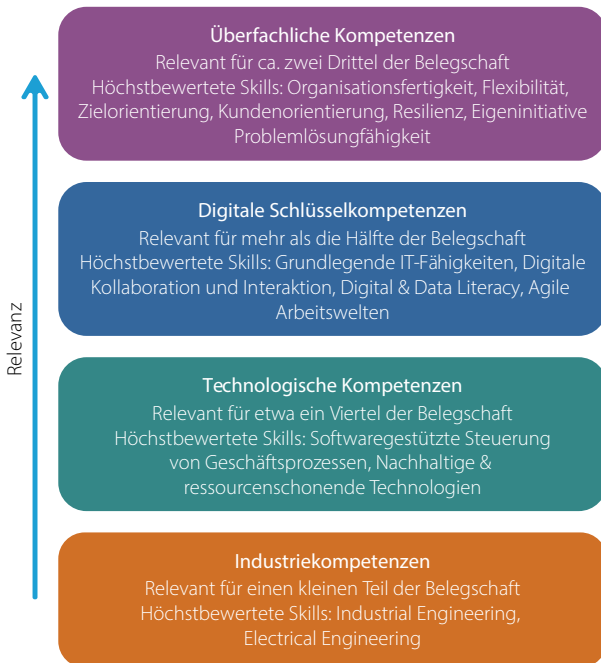 Überfachliche Kompetenzen
Relevant für ca. zwei Drittel der Belegschaft
Höchstbewertete Skills: Organisationsfertigkeit, Flexibilität,
Zielorientierung, Kundenorientierung, Resilienz, Eigeninitiative
Problemlösungfähigkeit
Digitale Schlüsselkompetenzen
Relevant für mehr als die Hälfte der Belegschaft
Höchstbewertete Skills: Grundlegende IT-Fähigkeiten, Digitale
Kollaboration und Interaktion, Digital & Data Literacy, Agile
Arbeitswelten
Relevanz
Technologische Kompetenzen
Relevant für etwa ein Viertel der Belegschaft
Höchstbewertete Skills: Softwaregestützte Steuerung
von Geschäftsprozessen, Nachhaltige &
ressourcenschonende Technologien
Industriekompetenzen
Relevant für einen kleinen Teil der Belegschaft
Höchstbewertete Skills: Industrial Engineering,
Electrical Engineering